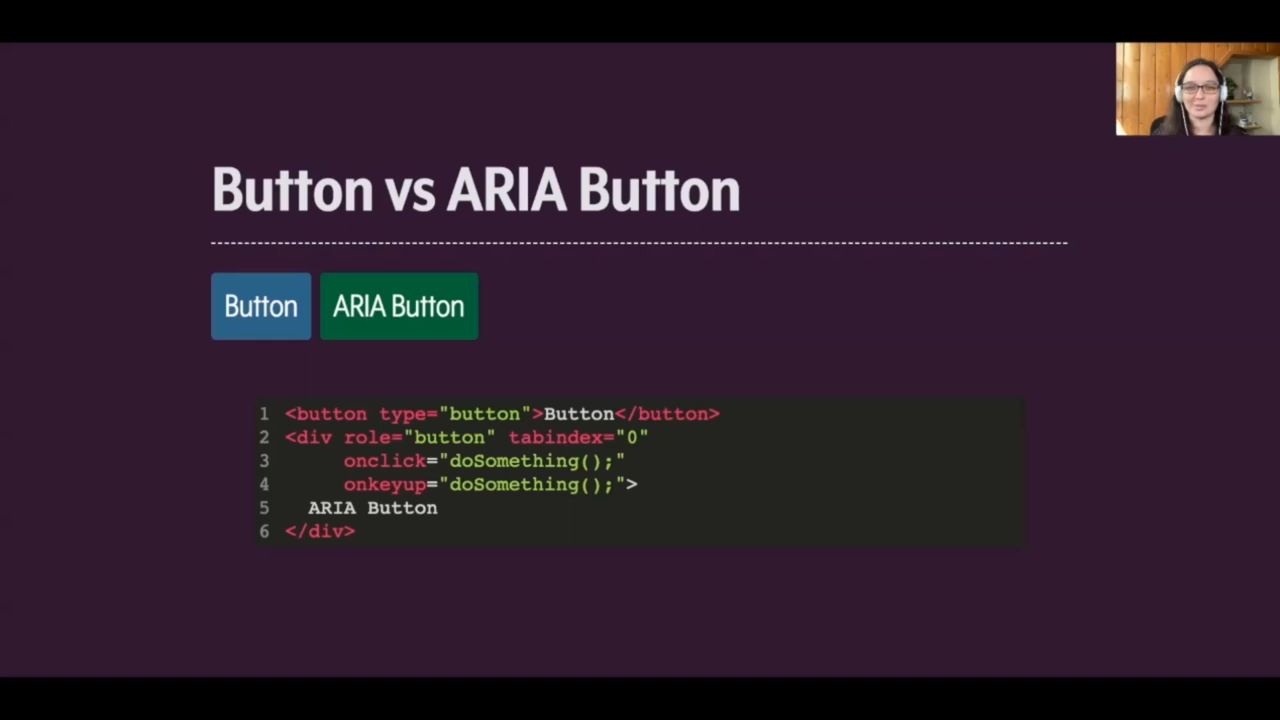 Button vs ARIA Button
Button ARIA Button
1 <button type="button">Button</button>
2 <div role="button" tabindex="0"
3 onclick="doSomething();"
4 onkeyup="doSomething();">
5 ARIA Button
6 </div>